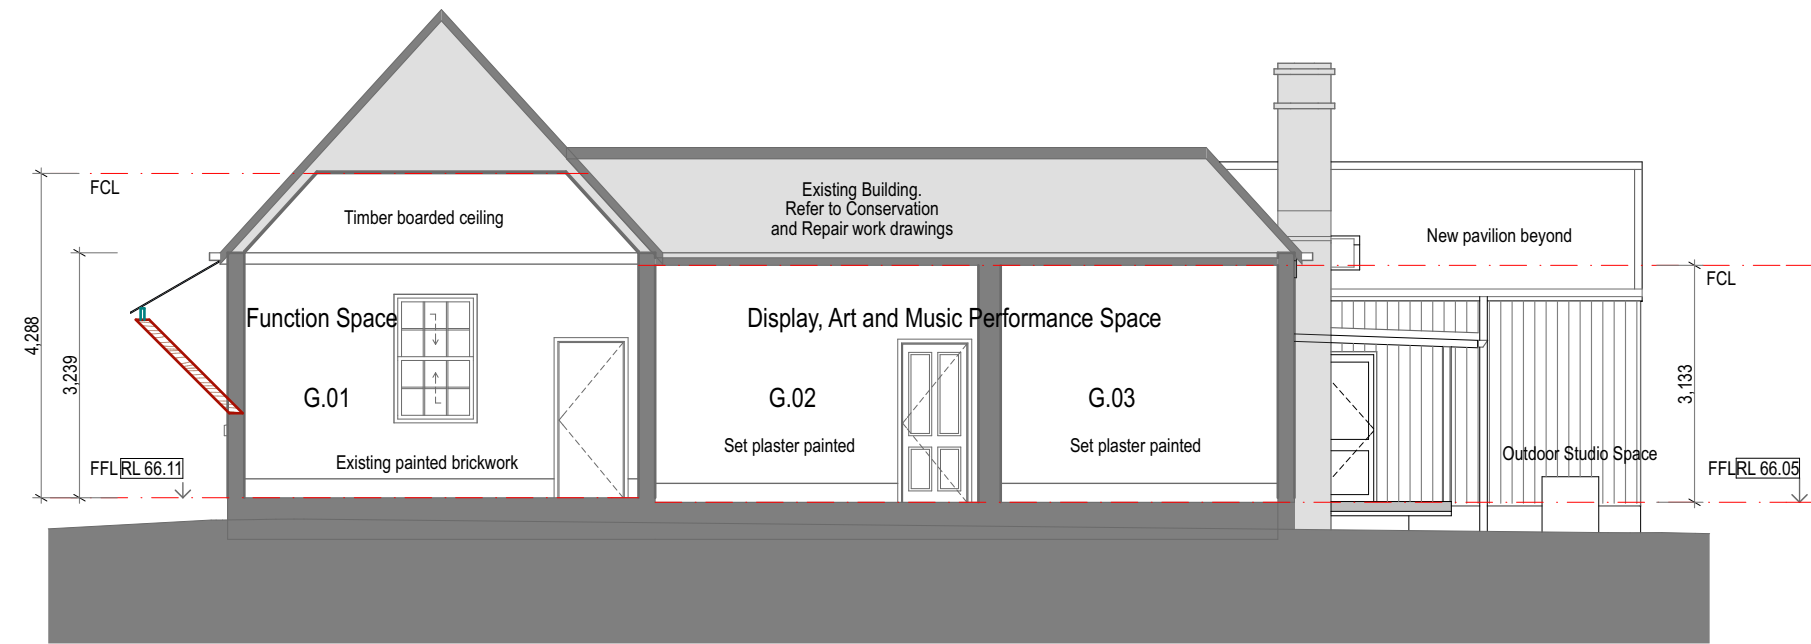 FCL
Timber boarded ceiling
Existing Building.
Refer to Conservation
and Repair work drawings
New pavilion beyond
FCL
4,288
3,239
Function Space
Display, Art and Music Performance Space
3,133
G.01
G.02
G.03
Set plaster painted
Set plaster painted
Existing painted brickwork
Outdoor Studio Space
FFL RL 66.11
FFL RL 66.05